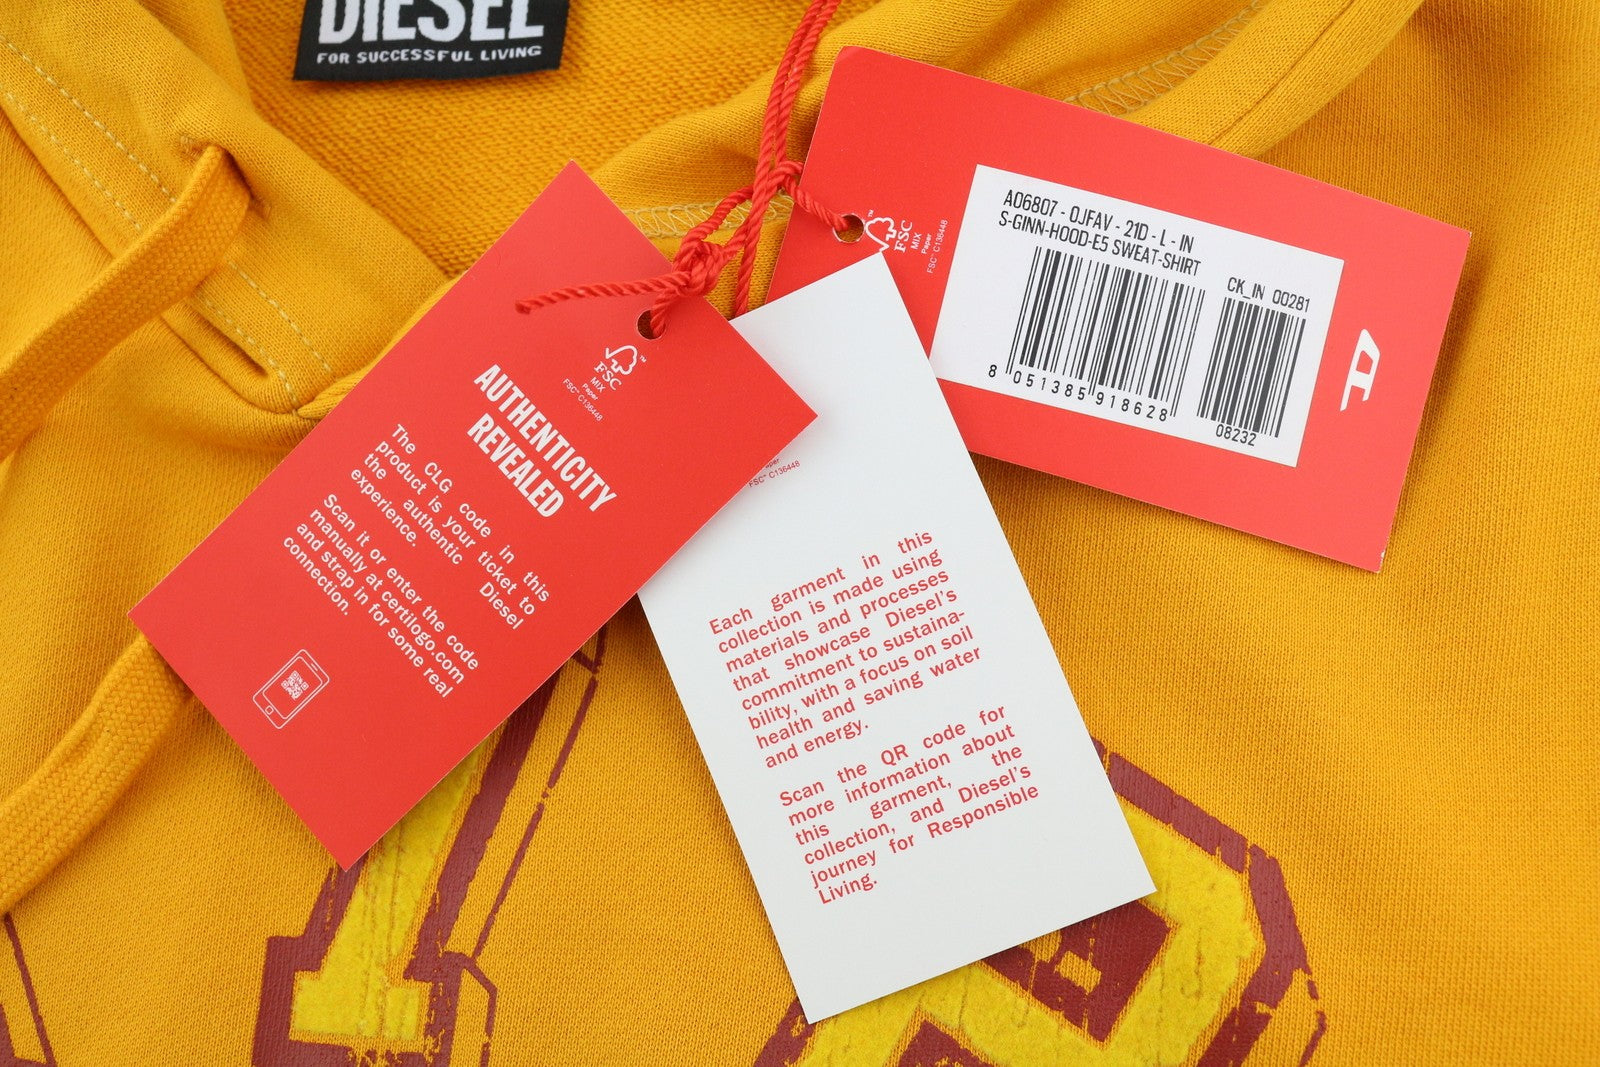 DIESEL
FOR SUCCESSFUL LIVING
FSC
MIX
Paper
FSC™ C136448
A06807 - 0JFAV - 21D - L - IN
S-GINN-HOOD-E5 SWEAT-SHIRT
CK_IN 00281
8 051385 918628
08232
D
FSC
MIX
Paper
FSC™ C136448
AUTHENTICITY
REVEALED
The CLG code in this
product is your ticket to
the authentic Diesel
experience.
Scan it or enter the code
manually at certilogo.com
and strap in for some real
connection.
FSC™ C136448
Each garment in this
collection is made using
materials and processes
that showcase Diesel's
commitment to sustaina-
bility, with a focus on soil
health and saving water
and energy.
Scan the QR code for
more information about
this garment, the
collection, and Diesel's
journey for Responsible
Living.